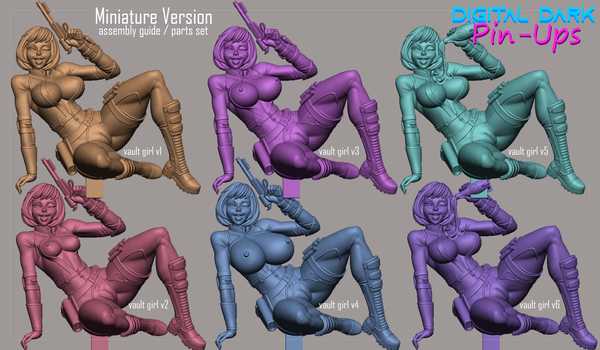 Miniature Version
assembly guide / parts set
DIGITAL DARK
Pin-Ups
vault girl v1
vault girl v3
vault girl v5
vault girl v2
vault girl v4
vault girl v6